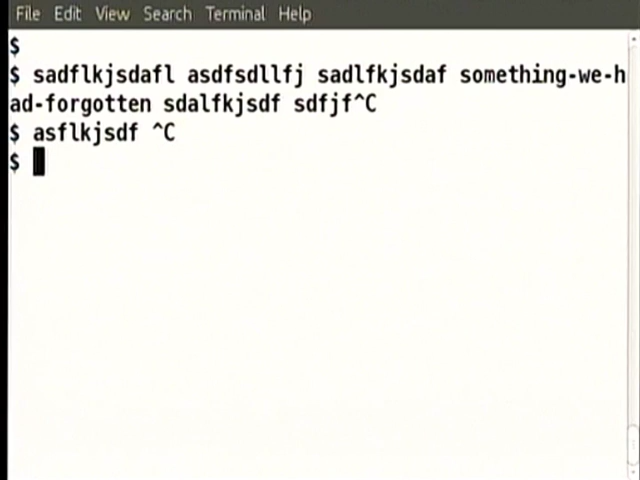 File Edit View Search Terminal Help
$
$ sadflkjsdafl asdfsdllfj sadlfkjsdaf something-we-h
ad-forgotten sdalfkjsdf sdfjf^C
$ asflkjsdf ^C
$